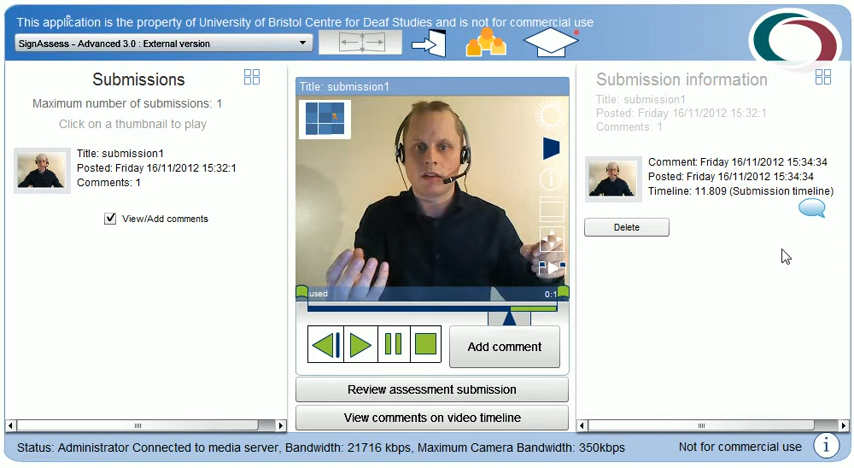 This application is the property of University of Bristol Centre for Deaf Studies and is not for commercial use
SignAssess - Advanced 3.0 : External version
Submissions
Maximum number of submissions: 1
Click on a thumbnail to play
Title: submission1
Posted: Friday 16/11/2012 15:32:1
Comments: 1
View/Add comments
Title: submission1
used
0:1
Add comment
Review assessment submission
View comments on video timeline
Submission information
Title: submission1
Posted: Friday 16/11/2012 15:32:1
Comments: 1
Comment: Friday 16/11/2012 15:34:34
Posted: Friday 16/11/2012 15:34:34
Timeline: 11.809 (Submission timeline)
Delete
Status: Administrator Connected to media server, Bandwidth: 21716 kbps, Maximum Camera Bandwidth: 350kbps
Not for commercial use
i